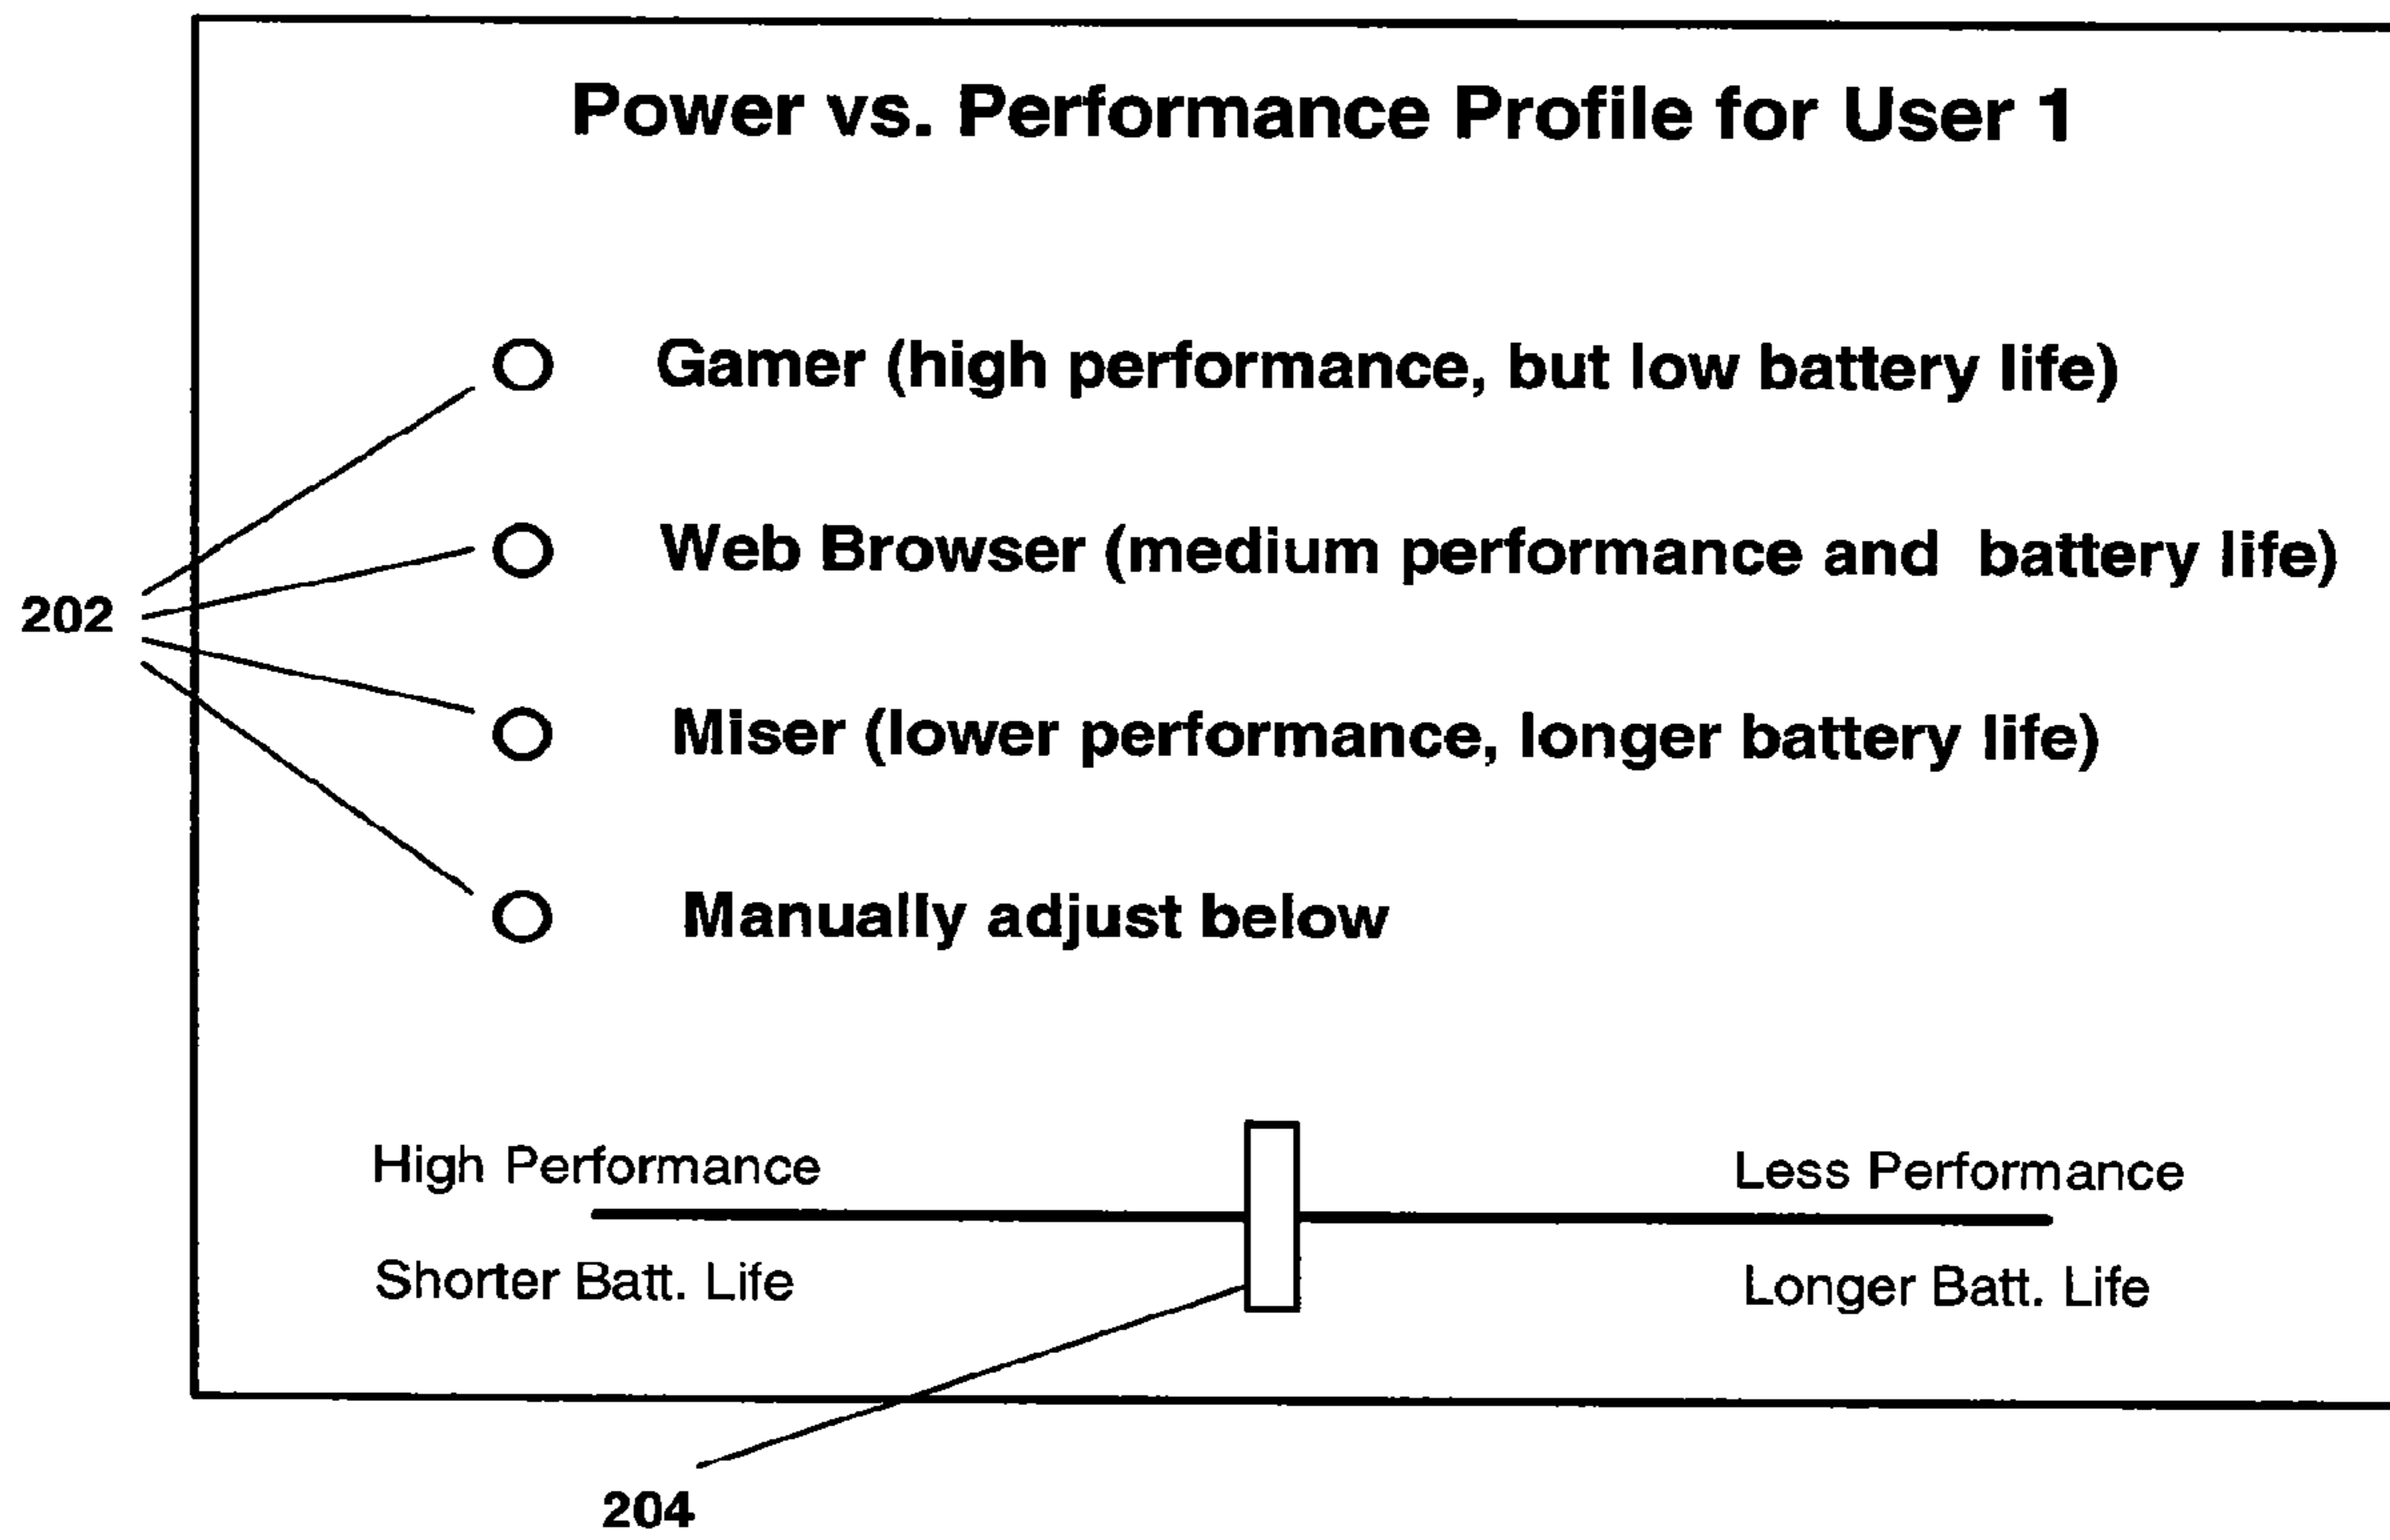 Power vs. Performance Profile for User 1
Gamer (high performance, but low battery life)
Web Browser (medium performance and battery life)
202
Miser (lower performance, longer battery life)
Manually adjust below
High Performance
Less Performance
Shorter Batt. Life
Longer Batt. Life
204